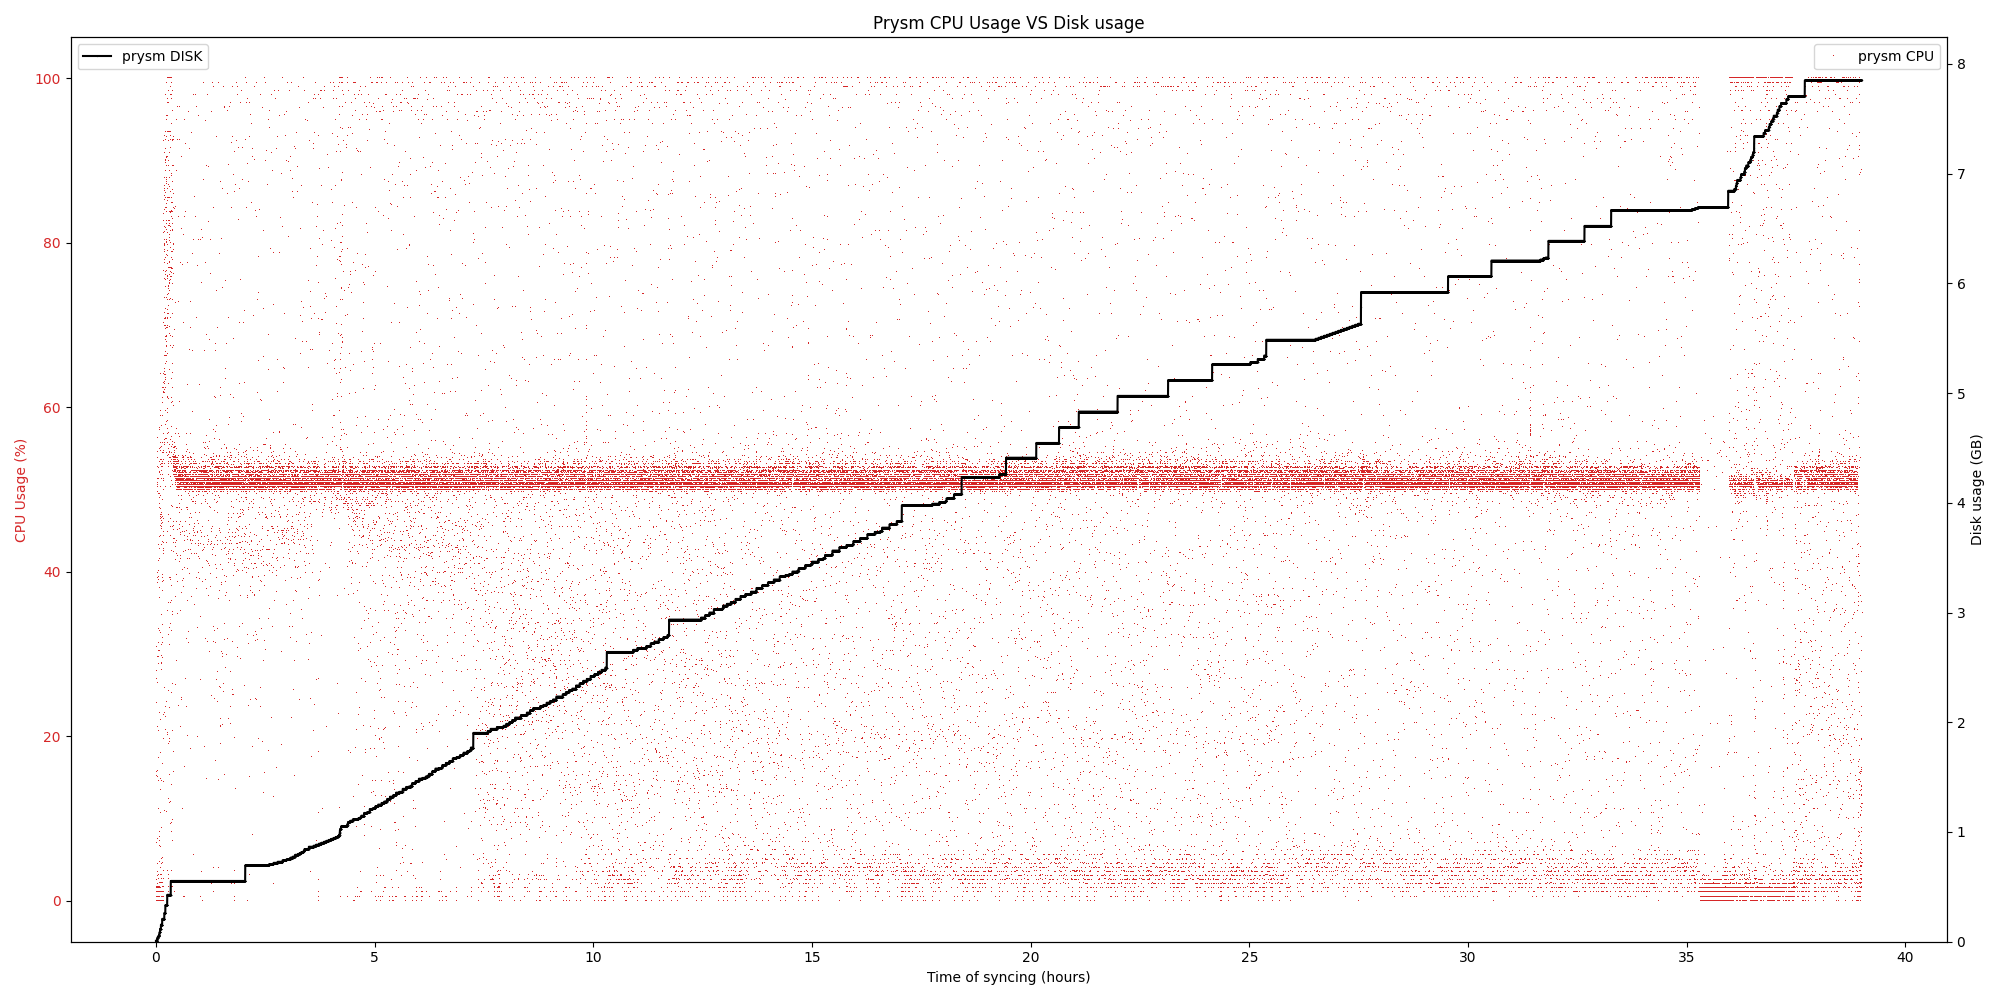 Prysm CPU Usage VS Disk usage
prysm DISK
prysm CPU
100
80
60
40
20
0
CPU Usage (%)
8
7
6
5
4
3
2
1
0
Disk usage (GB)
0 5 10 15 20 25 30 35 40
Time of syncing (hours)